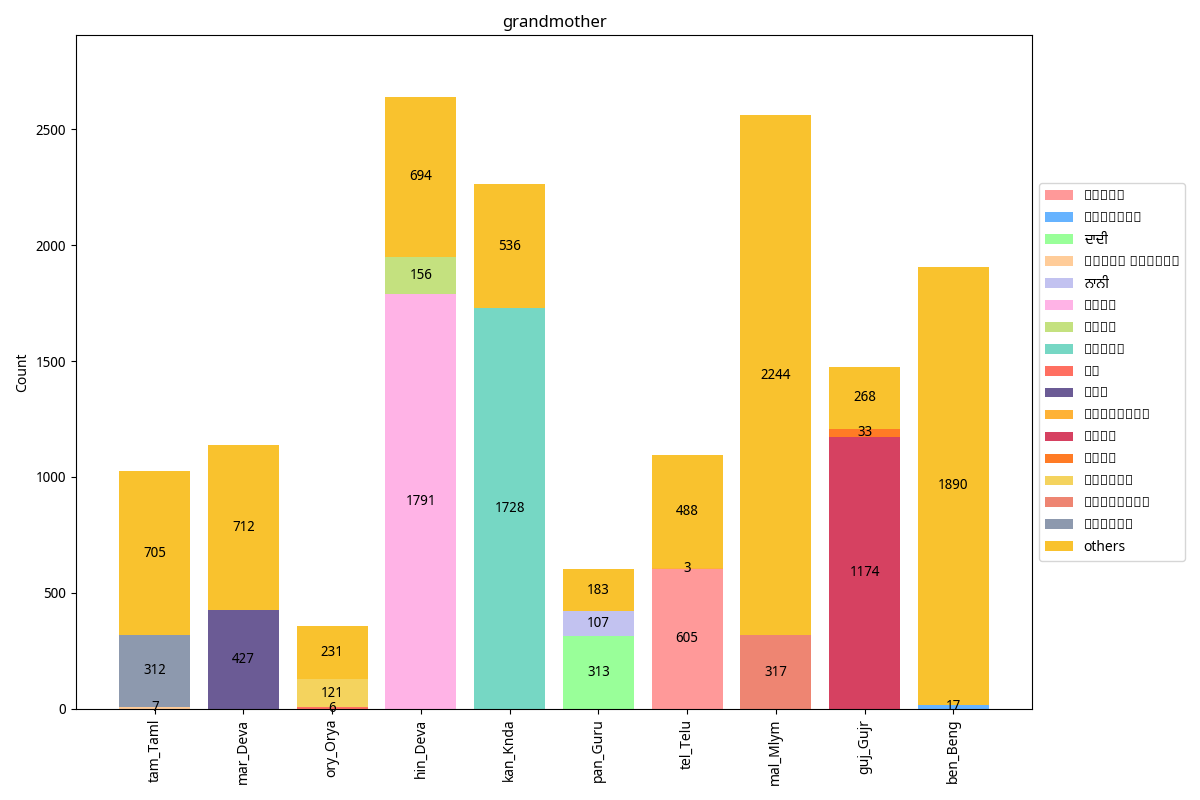 grandmother
Count
2500
2000
1500
1000
500
0
705
312
7
712
427
231
121
6
694
156
1791
536
1728
183
107
313
488
3
605
2244
317
268
33
1174
1890
17
tam_Taml
mar_Deva
ory_Orya
hin_Deva
kan_Knda
pan_Guru
tel_Telu
mal_Mlym
guj_Gujr
ben_Beng
ਦਾਦੀ
ਨਾਨੀ
others